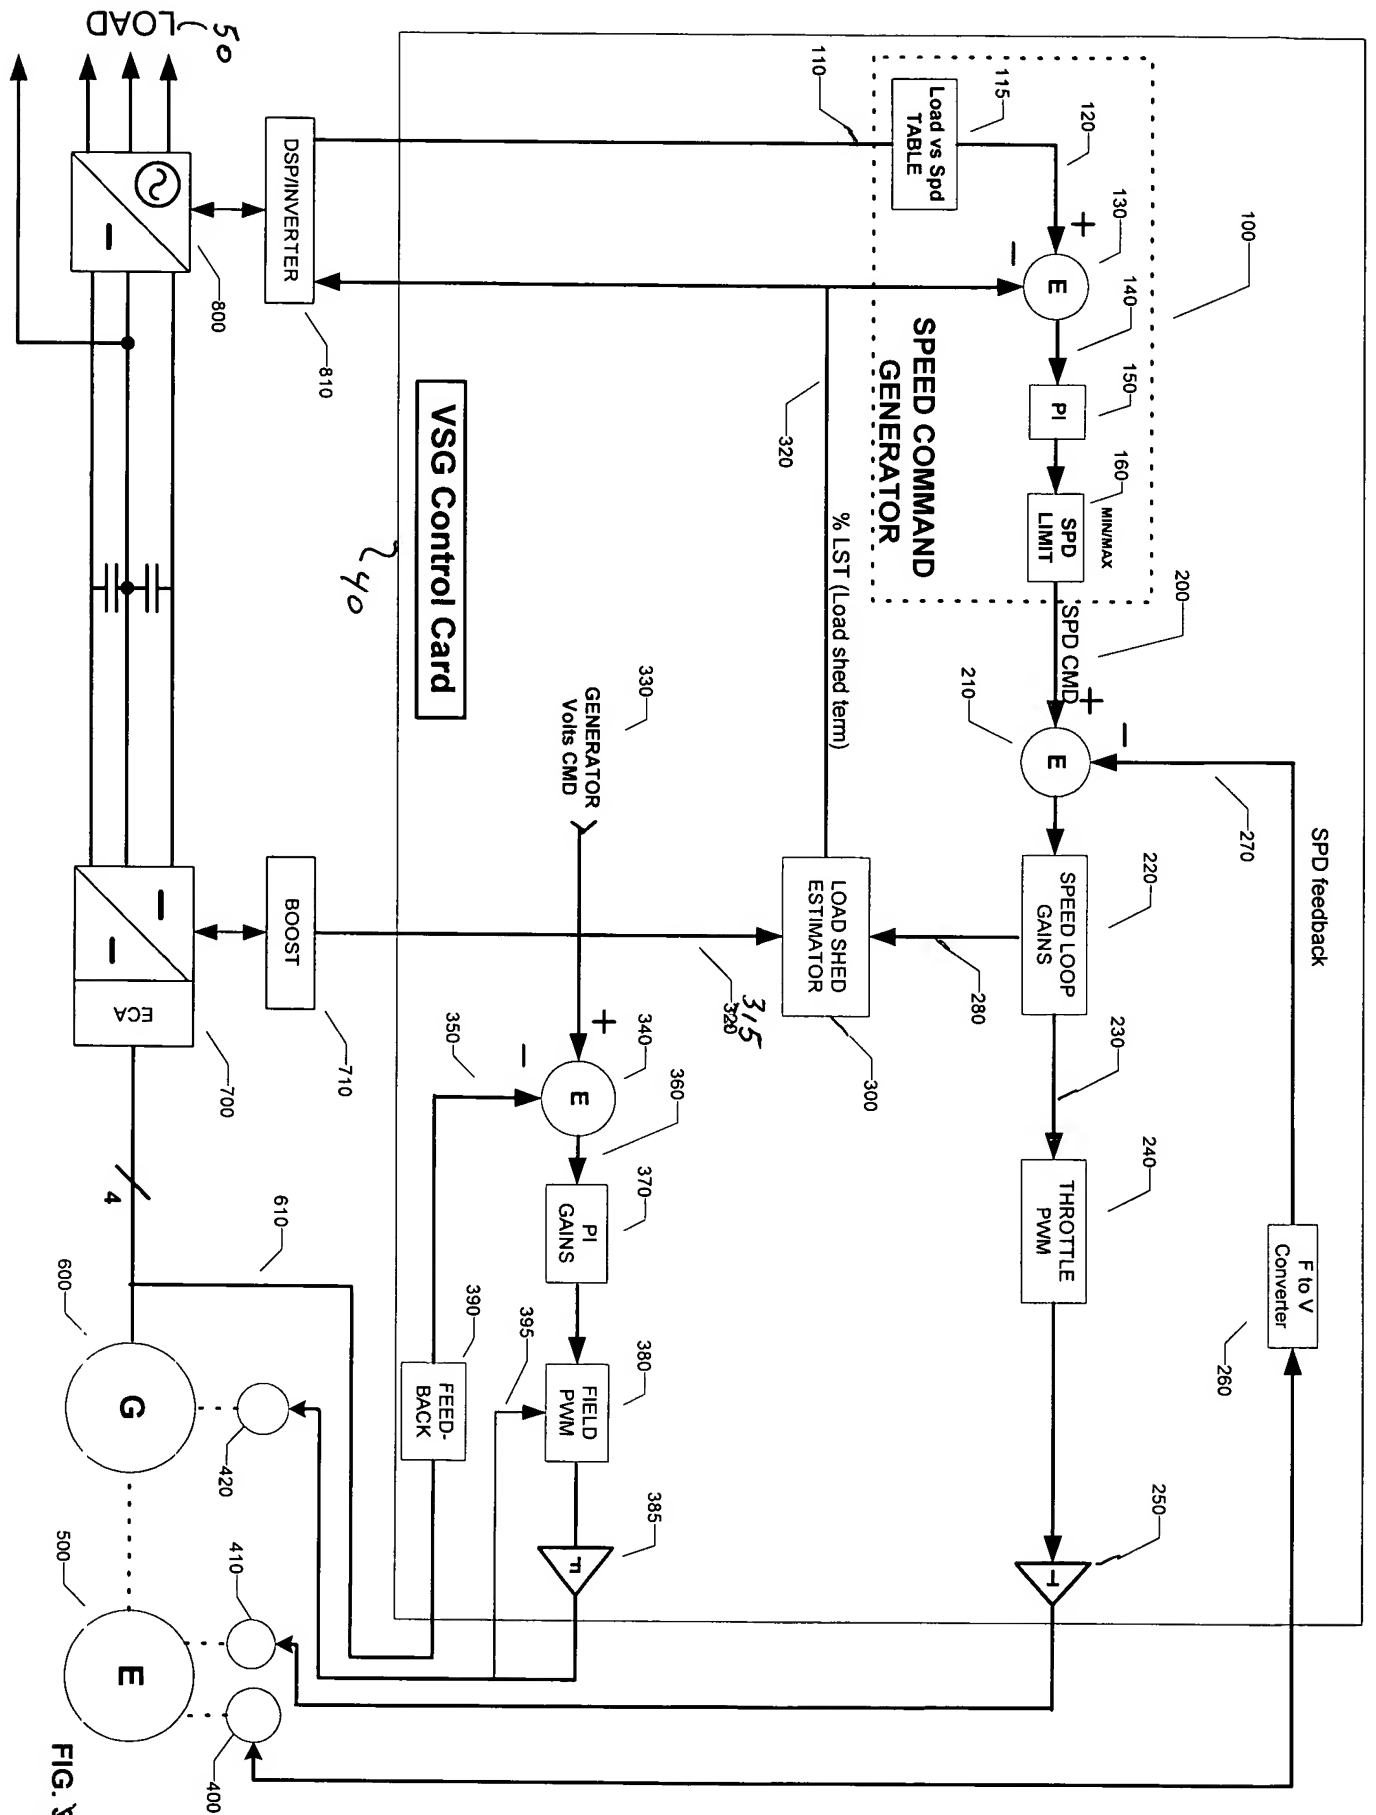 50
LOAD
100
115
Load vs Spd
TABLE
110
120
130
+
−
E
140
150
PI
160
MIN/MAX
SPD
LIMIT
SPEED COMMAND
GENERATOR
200
SPD CMD
+
−
210
E
270
SPD feedback
220
SPEED LOOP
GAINS
230
240
THROTTLE
PWM
250
T
F to V
Converter
260
280
320
% LST (Load shed term)
LOAD SHED
ESTIMATOR
300
DSP/INVERTER
810
800
VSG Control Card
40
330
GENERATOR
Volts CMD
320
315
+
−
340
E
350
360
370
PI
GAINS
380
FIELD
PWM
385
F
390
395
FEED-
BACK
BOOST
710
700
ECA
4
610
600
G
420
410
400
500
E
FIG.